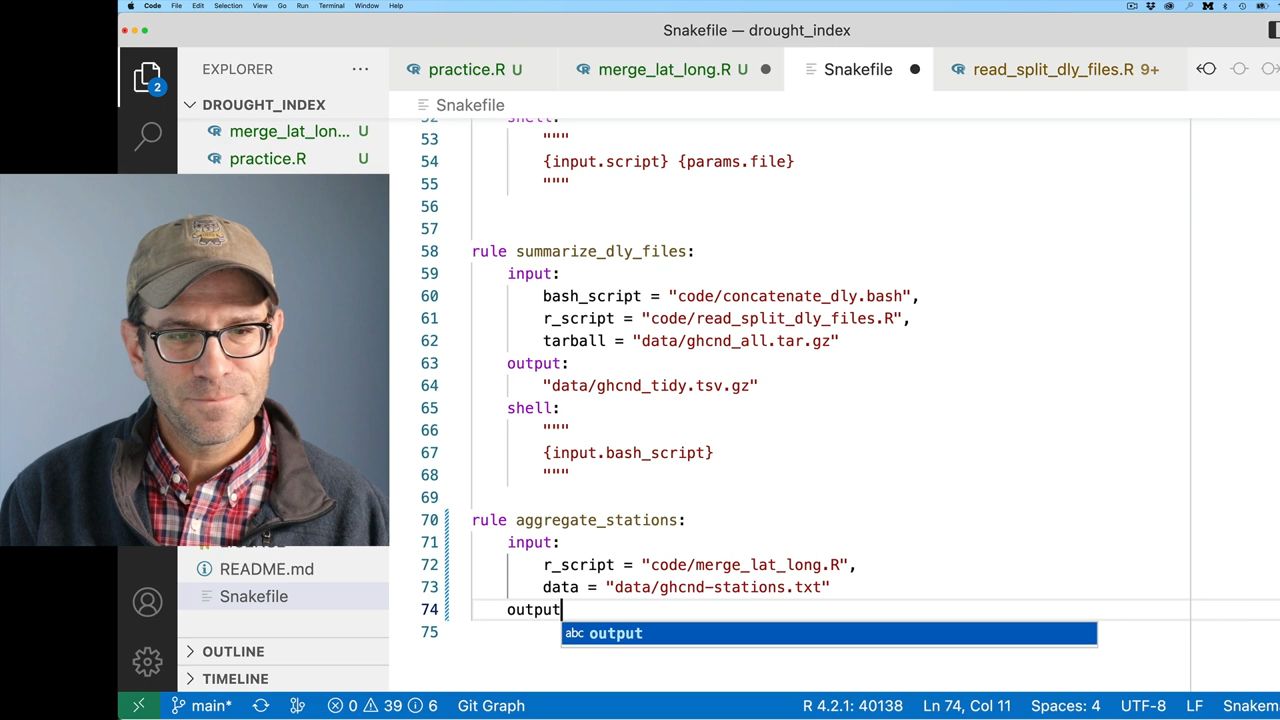 Code File Edit Selection View Go Run Terminal Window Help
Snakefile — drought_index
EXPLORER ···
practice.R U
merge_lat_long.R U
Snakefile
read_split_dly_files.R 9+
2
DROUGHT_INDEX
Snakefile
merge_lat_lon... U
practice.R U
53 """
54 {input.script} {params.file}
55 """
56
57
58 rule summarize_dly_files:
59 input:
60 bash_script = "code/concatenate_dly.bash",
61 r_script = "code/read_split_dly_files.R",
62 tarball = "data/ghcnd_all.tar.gz"
63 output:
64 "data/ghcnd_tidy.tsv.gz"
65 shell:
66 """
67 {input.bash_script}
68 """
69
70 rule aggregate_stations:
71 input:
72 r_script = "code/merge_lat_long.R",
73 data = "data/ghcnd-stations.txt"
74 output
75
abc output
README.md
Snakefile
OUTLINE
TIMELINE
main* 0 39 6 Git Graph R 4.2.1: 40138 Ln 74, Col 11 Spaces: 4 UTF-8 LF